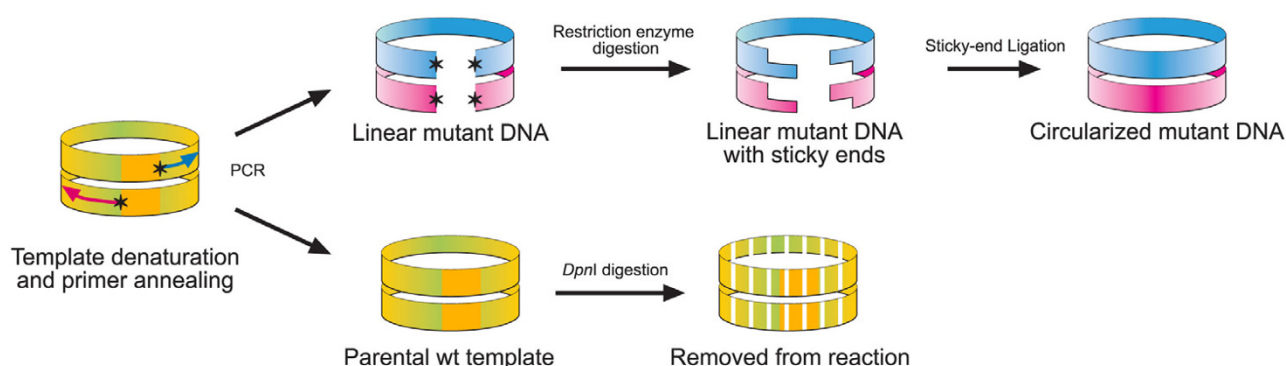 Restriction enzyme
digestion
Sticky-end Ligation
Linear mutant DNA
Linear mutant DNA
with sticky ends
Circularized mutant DNA
PCR
Template denaturation
and primer annealing
DpnI digestion
Parental wt template
Removed from reaction